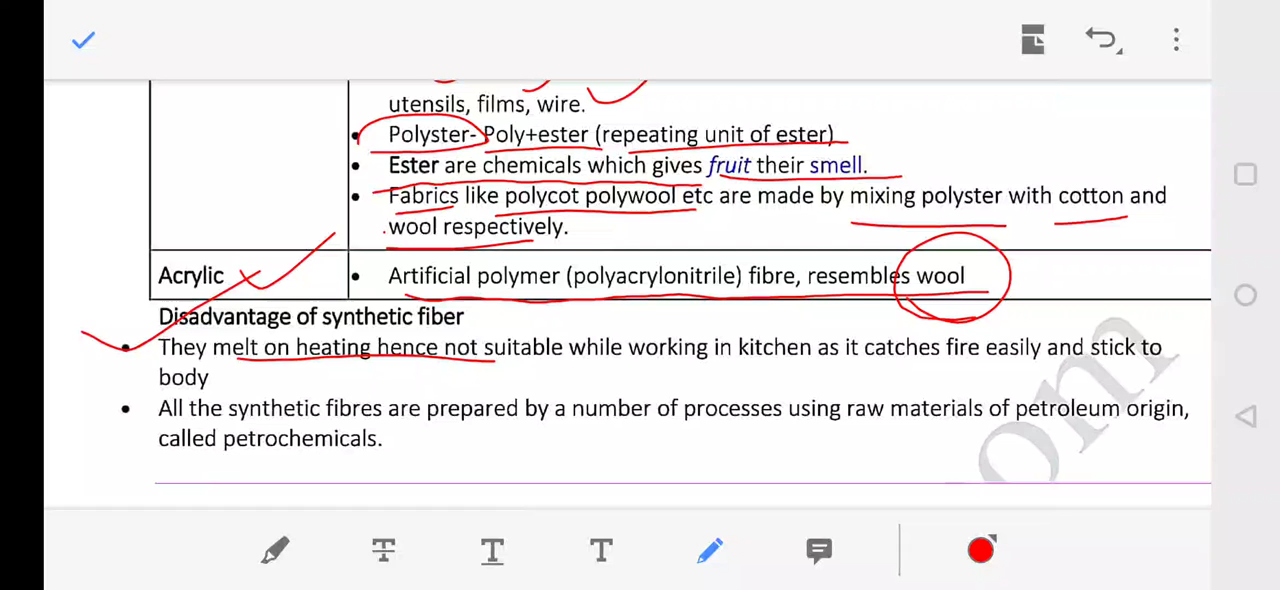 utensils, films, wire.
• Polyster- Poly+ester (repeating unit of ester)
• Ester are chemicals which gives fruit their smell.
• Fabrics like polycot polywool etc are made by mixing polyster with cotton and
wool respectively.
Acrylic • Artificial polymer (polyacrylonitrile) fibre, resembles wool
Disadvantage of synthetic fiber
• They melt on heating hence not suitable while working in kitchen as it catches fire easily and stick to
body
• All the synthetic fibres are prepared by a number of processes using raw materials of petroleum origin,
called petrochemicals.
om